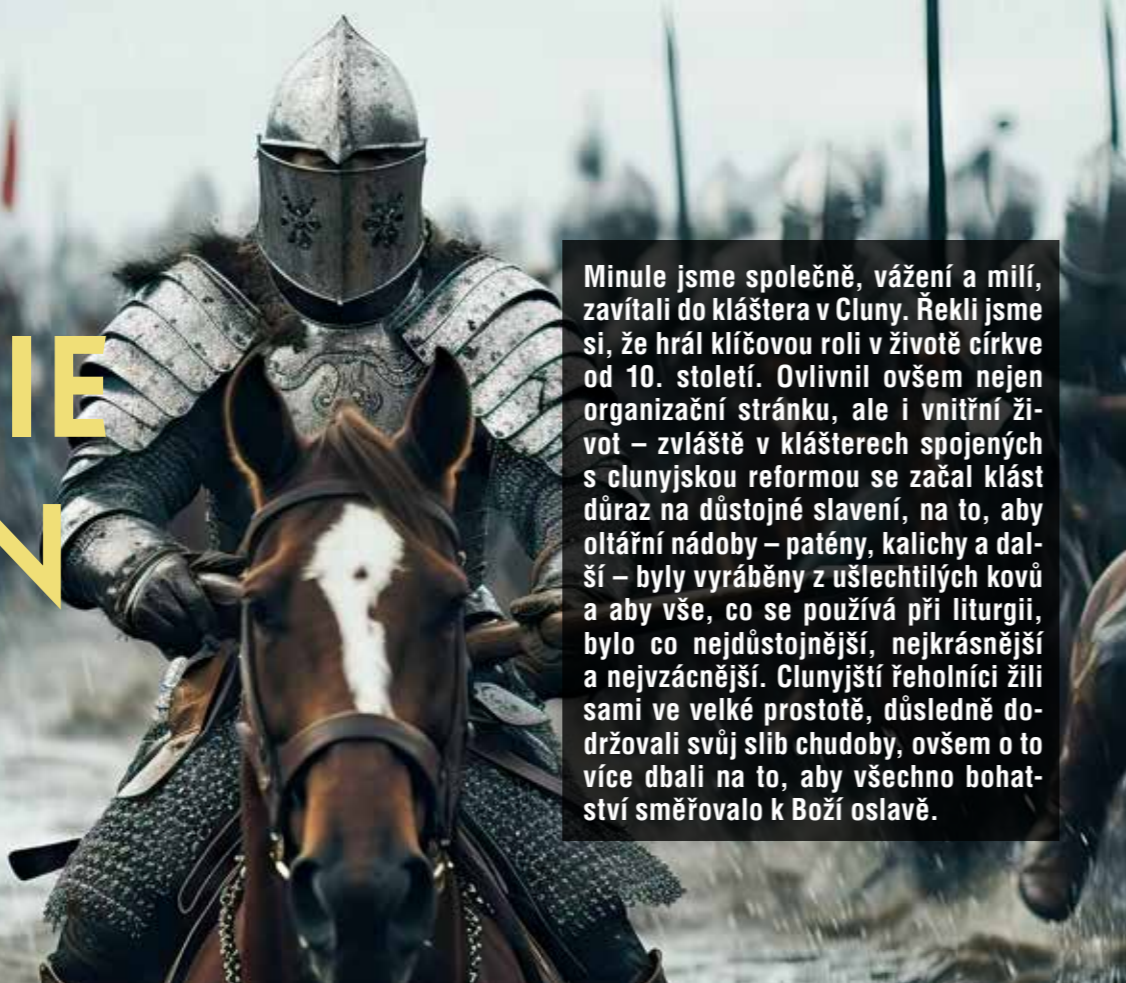 IE
N
Minule jsme společně, vážení a milí,
zavítali do kláštera v Cluny. Řekli jsme
si, že hrál klíčovou roli v životě církve
od 10. století. Ovlivnil ovšem nejen
organizační stránku, ale i vnitřní ži-
vot – zvláště v klášterech spojených
s clunyjskou reformou se začal klást
důraz na důstojné slavení, na to, aby
oltářní nádoby – patény, kalichy a dal-
ší – byly vyráběny z ušlechtilých kovů
a aby vše, co se používá při liturgii,
bylo co nejdůstojnější, nejkrásnější
a nejvzácnější. Clunyjští řeholníci žili
sami ve velké prostotě, důsledně do-
držovali svůj slib chudoby, ovšem o to
více dbali na to, aby všechno bohat-
ství směřovalo k Boží oslavě.